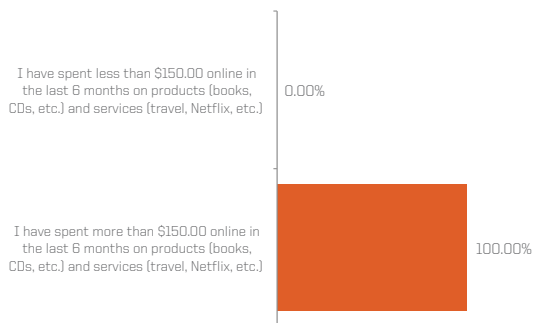 I have spent less than $150.00 online in
the last 6 months on products (books,
CDs, etc.) and services (travel, Netflix, etc.)
0.00%
I have spent more than $150.00 online in
the last 6 months on products (books,
CDs, etc.) and services (travel, Netflix, etc.)
100.00%